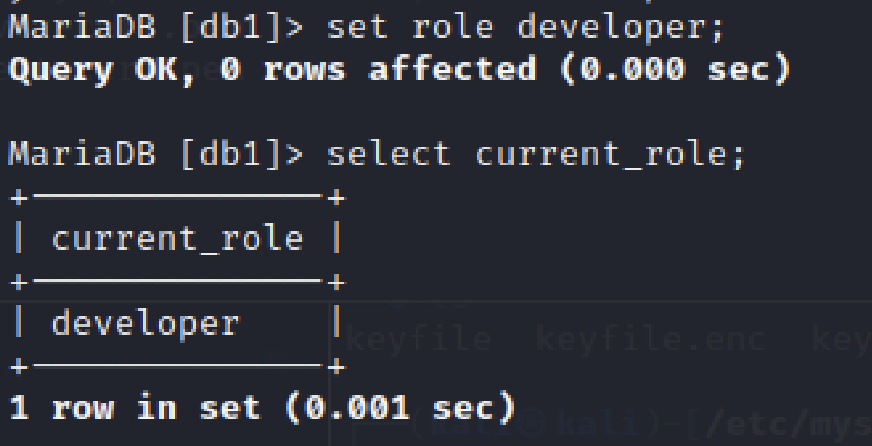 MariaDB [db1]> set role developer;
Query OK, 0 rows affected (0.000 sec)
MariaDB [db1]> select current_role;
+--------------+
| current_role |
+--------------+
| developer    |
+--------------+
1 row in set (0.001 sec)
keyfile keyfile.enc key
kali)-[/etc/mys